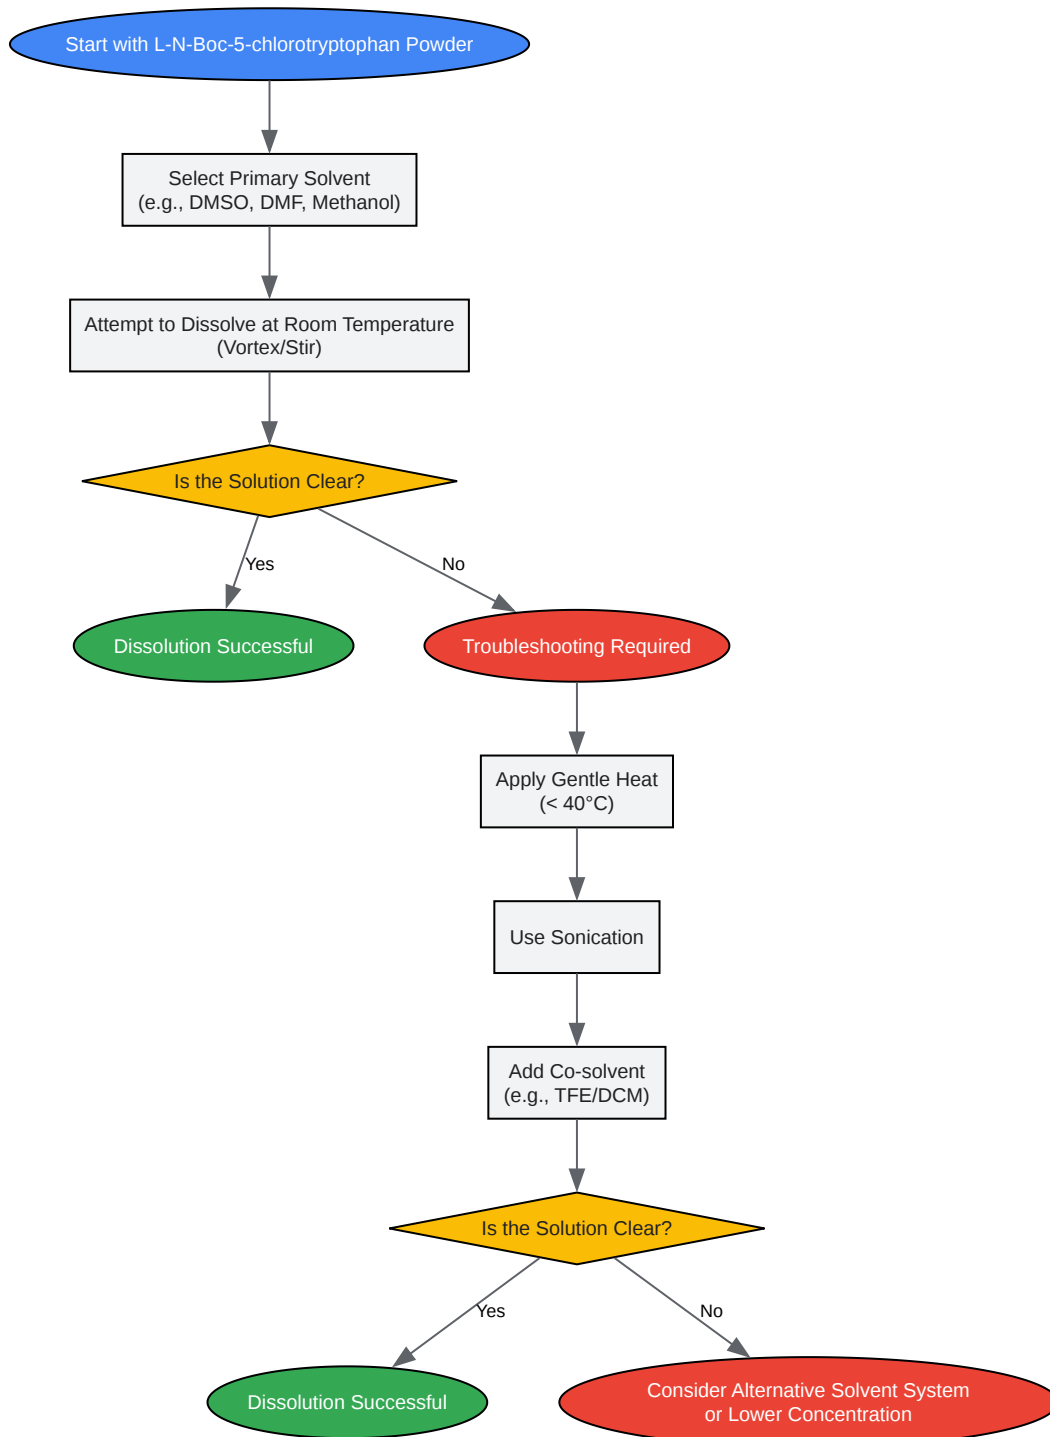 Start with L-N-Boc-5-chlorotryptophan Powder
Select Primary Solvent
(e.g., DMSO, DMF, Methanol)
Attempt to Dissolve at Room Temperature
(Vortex/Stir)
Is the Solution Clear?
Yes
No
Dissolution Successful
Troubleshooting Required
Apply Gentle Heat
(< 40°C)
Use Sonication
Add Co-solvent
(e.g., TFE/DCM)
Is the Solution Clear?
Yes
No
Dissolution Successful
Consider Alternative Solvent System
or Lower Concentration